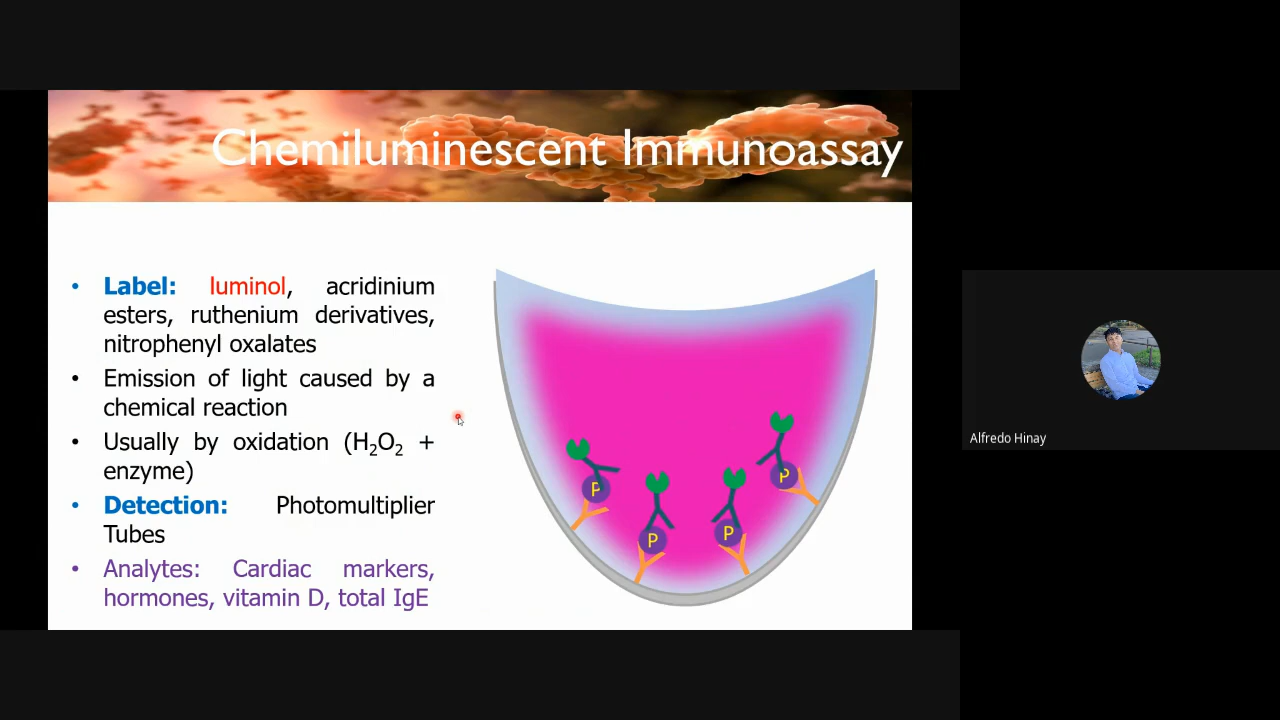 Chemiluminescent Immunoassay
• Label: luminol, acridinium
esters, ruthenium derivatives,
nitrophenyl oxalates
• Emission of light caused by a
chemical reaction
• Usually by oxidation (H₂O₂ +
enzyme)
• Detection: Photomultiplier
Tubes
• Analytes: Cardiac markers,
hormones, vitamin D, total IgE
P
P
P
P
Alfredo Hinay